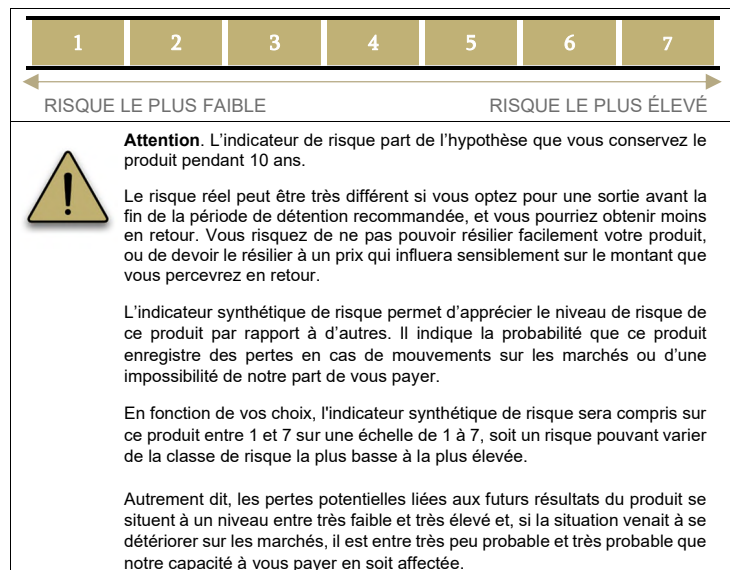 1 2 3 4 5 6 7
RISQUE LE PLUS FAIBLE RISQUE LE PLUS ÉLEVÉ
Attention. L’indicateur de risque part de l’hypothèse que vous conservez le
produit pendant 10 ans.
Le risque réel peut être très différent si vous optez pour une sortie avant la
fin de la période de détention recommandée, et vous pourriez obtenir moins
en retour. Vous risquez de ne pas pouvoir résilier facilement votre produit,
ou de devoir le résilier à un prix qui influera sensiblement sur le montant que
vous percevrez en retour.
L’indicateur synthétique de risque permet d’apprécier le niveau de risque de
ce produit par rapport à d’autres. Il indique la probabilité que ce produit
enregistre des pertes en cas de mouvements sur les marchés ou d’une
impossibilité de notre part de vous payer.
En fonction de vos choix, l'indicateur synthétique de risque sera compris sur
ce produit entre 1 et 7 sur une échelle de 1 à 7, soit un risque pouvant varier
de la classe de risque la plus basse à la plus élevée.
Autrement dit, les pertes potentielles liées aux futurs résultats du produit se
situent à un niveau entre très faible et très élevé et, si la situation venait à se
détériorer sur les marchés, il est entre très peu probable et très probable que
notre capacité à vous payer en soit affectée.